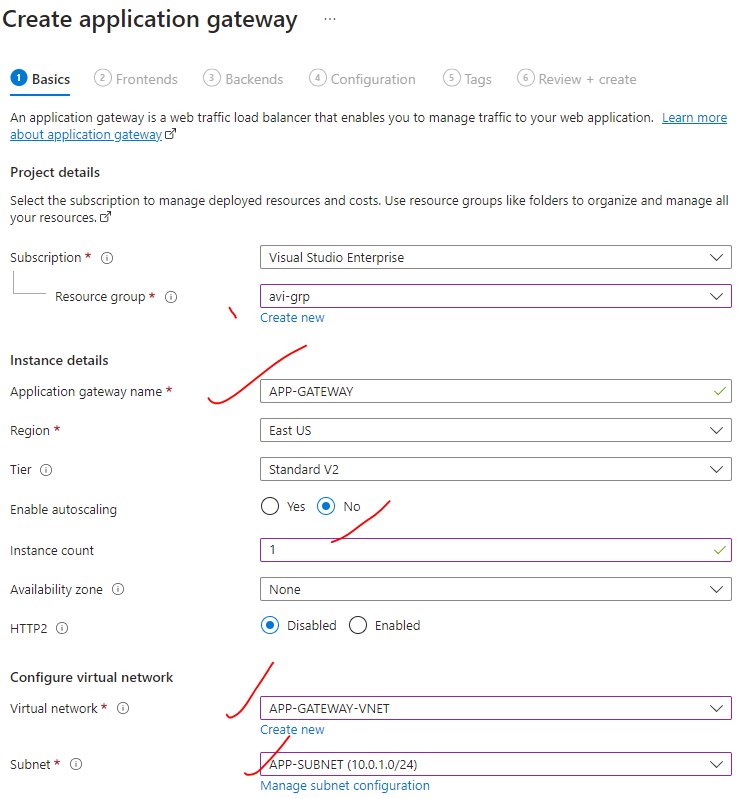 Create application gateway ...
1 Basics 2 Frontends 3 Backends 4 Configuration 5 Tags 6 Review + create
An application gateway is a web traffic load balancer that enables you to manage traffic to your web application. Learn more
about application gateway
Project details
Select the subscription to manage deployed resources and costs. Use resource groups like folders to organize and manage all
your resources.
Subscription * Visual Studio Enterprise
Resource group * avi-grp
Create new
Instance details
Application gateway name * APP-GATEWAY
Region * East US
Tier Standard V2
Enable autoscaling Yes No
Instance count 1
Availability zone None
HTTP2 Disabled Enabled
Configure virtual network
Virtual network * APP-GATEWAY-VNET
Create new
Subnet * APP-SUBNET (10.0.1.0/24)
Manage subnet configuration